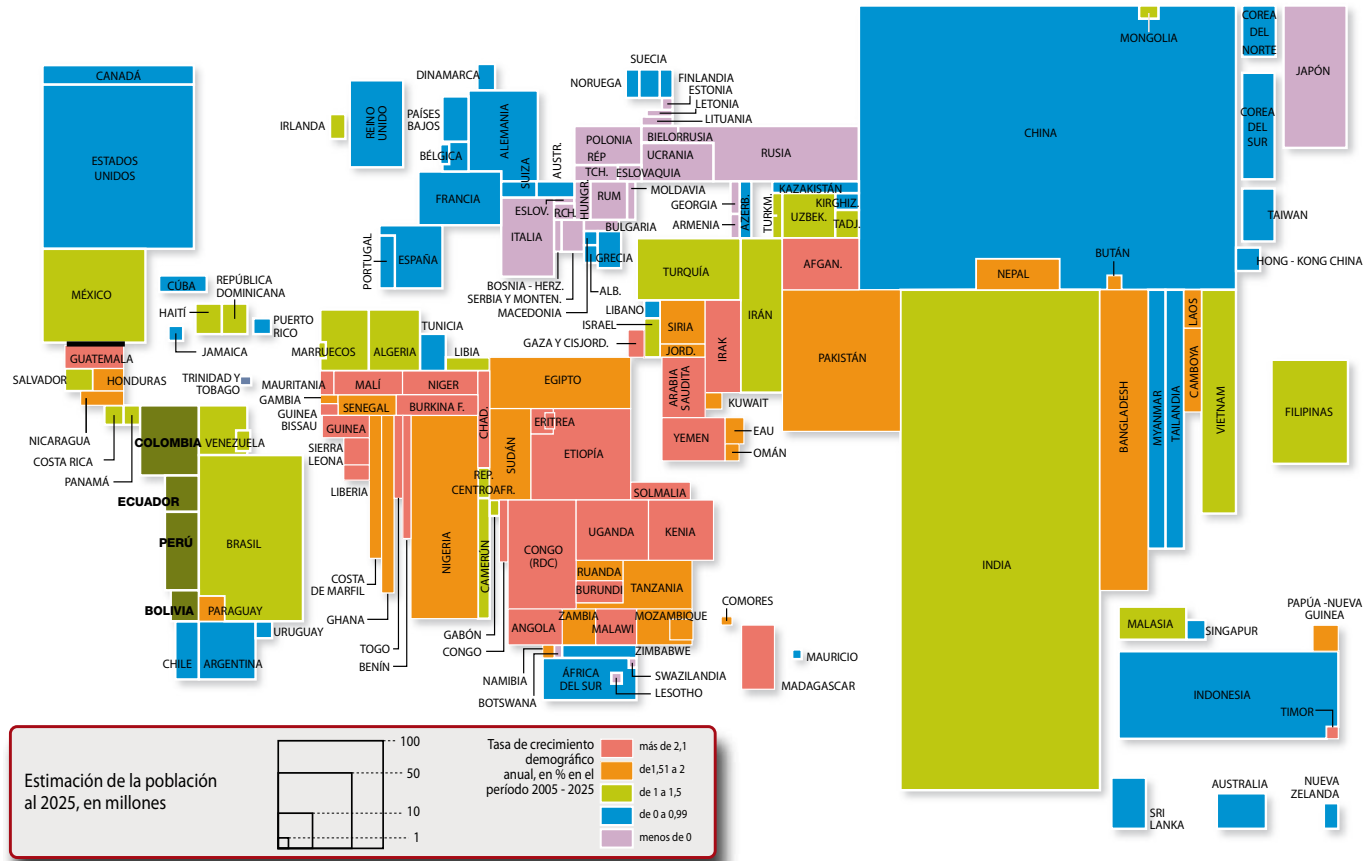 CANADÁ
ESTADOS
UNIDOS
MÉXICO
CÚBA
REPÚBLICA
DOMINICANA
HAITÍ
PUERTO
RICO
JAMAICA
GUATEMALA
SALVADOR
HONDURAS
TRINIDAD Y
TOBAGO
NICARAGUA
COSTA RICA
PANAMÁ
COLOMBIA
VENEZUELA
ECUADOR
PERÚ
BRASIL
BOLIVIA
PARAGUAY
URUGUAY
CHILE
ARGENTINA
IRLANDA
REINO
UNIDO
DINAMARCA
PAÍSES
BAJOS
BÉLGICA
ALEMANIA
SUIZA
AUSTR.
FRANCIA
PORTUGAL
ESPAÑA
SUECIA
NORUEGA
FINLANDIA
ESTONIA
LETONIA
LITUANIA
POLONIA
BIELORRUSIA
RÉP
TCH.
UCRANIA
ESLOVAQUIA
RUSIA
HUNGR.
RUM
MOLDAVIA
ESLOV.
RCH.
ITALIA
BULGARIA
GRECIA
BOSNIA - HERZ.
SERBIA Y MONTEN.
MACEDONIA
ALB.
GEORGIA
ARMENIA
AZERB.
TURKM.
KAZAKISTÁN
KIRGHIZ.
UZBEK.
TADJ.
TURQUÍA
IRÁN
AFGAN.
LIBANO
ISRAEL
GAZA Y CISJORD.
SIRIA
JORD.
IRAK
ARABIA
SAUDITA
KUWAIT
YEMEN
EAU
OMÁN
PAKISTÁN
MARRUECOS
ALGERIA
TUNICIA
LIBIA
EGIPTO
MAURITANIA
MALÍ
NIGER
GAMBIA
SENEGAL
BURKINA F.
CHAD.
GUINEA
BISSAU
GUINEA
SIERRA
LEONA
LIBERIA
COSTA
DE MARFIL
GHANA
TOGO
BENÍN
NIGERIA
CAMERÚN
REP.
CENTROAFR.
SUDÁN
ERITREA
ETIOPÍA
SOLMALIA
GABÓN
CONGO
CONGO
(RDC)
UGANDA
KENIA
RUANDA
BURUNDI
TANZANIA
ANGOLA
ZAMBIA
MALAWI
MOZAMBIQUE
ZIMBABWE
NAMIBIA
BOTSWANA
ÁFRICA
DEL SUR
SWAZILANDIA
LESOTHO
COMORES
MADAGASCAR
MAURICIO
MONGOLIA
CHINA
COREA
DEL
NORTE
JAPÓN
COREA
DEL
SUR
TAIWAN
HONG - KONG CHINA
NEPAL
BUTÁN
INDIA
BANGLADESH
MYANMAR
TAILANDIA
LAOS
CAMBOYA
VIETNAM
FILIPINAS
MALASIA
SINGAPUR
PAPÚA -NUEVA
GUINEA
INDONESIA
TIMOR
SRI
LANKA
AUSTRALIA
NUEVA
ZELANDA
Estimación de la población
al 2025, en millones
100
50
10
1
Tasa de crecimiento
demográfico
anual, en % en el
período 2005 - 2025
más de 2,1
de1,51 a 2
de 1 a 1,5
de 0 a 0,99
menos de 0